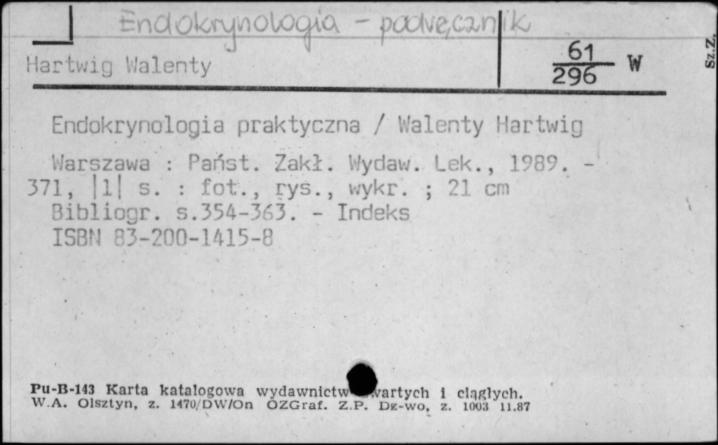 Endokrynologia - podręcznik
Hartwig Walenty
61
296 W
Sz.Z.
Endokrynologia praktyczna / Walenty Hartwig
Warszawa : Państ. Zakł. Wydaw. Lek., 1989. -
371, |1| s. : fot., rys., wykr. ; 21 cm
Bibliogr. s.354-363. - Indeks
ISBN 83-200-1415-8
Pu-B-143 Karta katalogowa wydawnictw zwartych i ciągłych.
W.A. Olsztyn, z. 1470/DW/On OZGraf. Z.P. Dz-wo, z. 1003 11.87